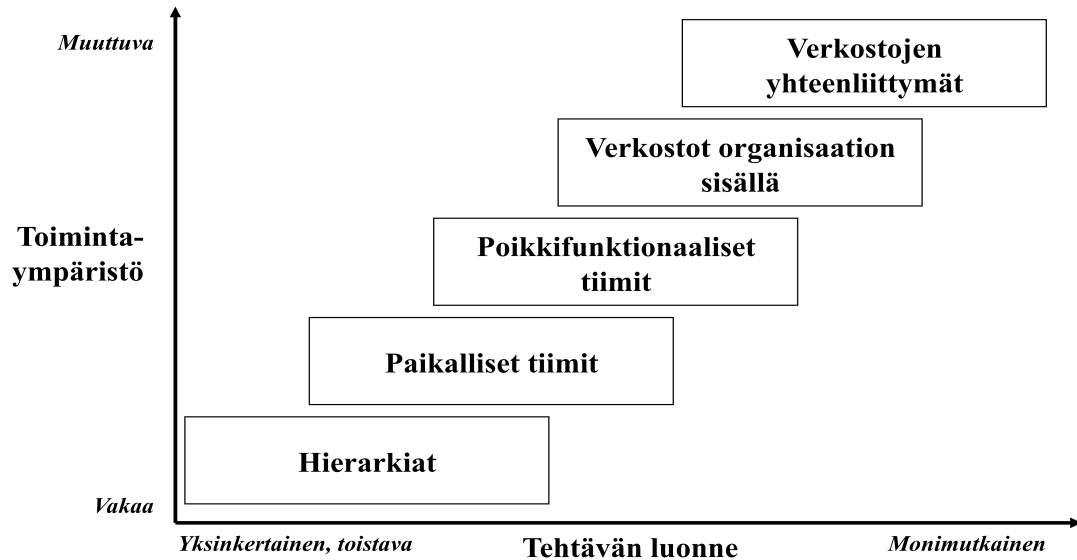 Muuttuva
Verkostojen
yhteenliittymät
Verkostot organisaation
sisällä
Toiminta-
ympäristö
Poikkifunktionaaliset
tiimit
Paikalliset tiimit
Hierarkiat
Vakaa
Yksinkertainen, toistava
Tehtävän luonne
Monimutkainen